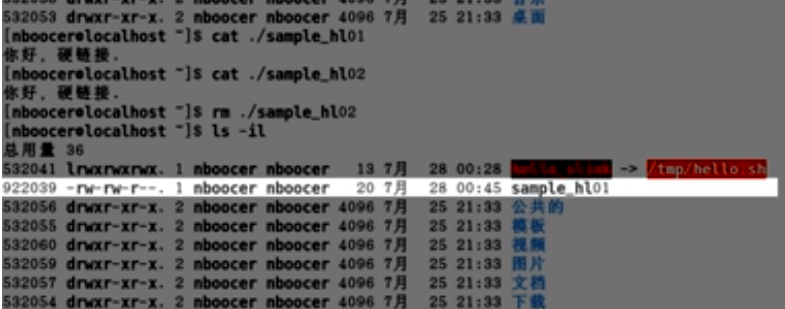 532053 drwxr-xr-x. 2 nboocer nboocer 4096 7月 25 21:33 桌面
[nboocer@localhost ~]$ cat ./sample_hl01
你好, 硬链接.
[nboocer@localhost ~]$ cat ./sample_hl02
你好, 硬链接.
[nboocer@localhost ~]$ rm ./sample_hl02
[nboocer@localhost ~]$ ls -il
总用量 36
532041 lrwxrwxrwx. 1 nboocer nboocer 13 7月 28 00:28 -> /tmp/hello.sh
922039 -rw-rw-r--. 1 nboocer nboocer 20 7月 28 00:45 sample_hl01
532056 drwxr-xr-x. 2 nboocer nboocer 4096 7月 25 21:33 公共的
532055 drwxr-xr-x. 2 nboocer nboocer 4096 7月 25 21:33 模板
532060 drwxr-xr-x. 2 nboocer nboocer 4096 7月 25 21:33 视频
532059 drwxr-xr-x. 2 nboocer nboocer 4096 7月 25 21:33 图片
532057 drwxr-xr-x. 2 nboocer nboocer 4096 7月 25 21:33 文档
532054 drwxr-xr-x. 2 nboocer nboocer 4096 7月 25 21:33 下载